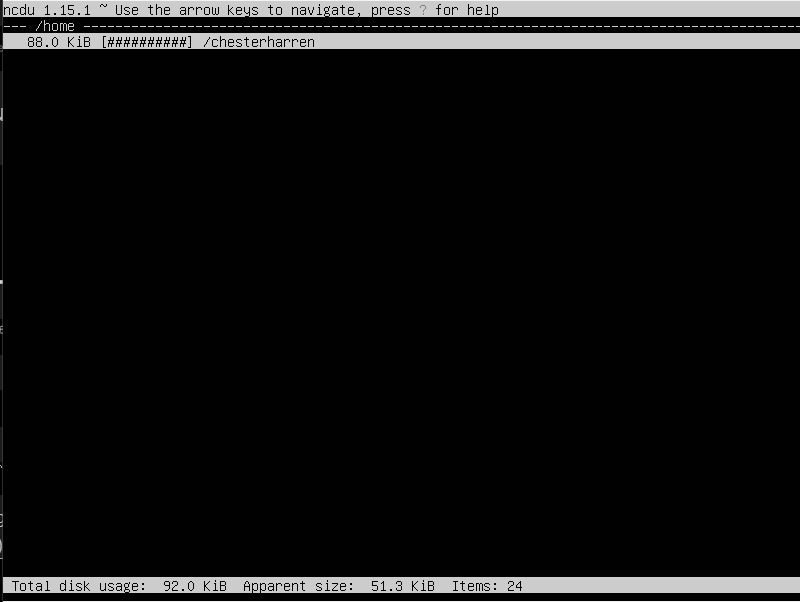 ncdu 1.15.1 ~ Use the arrow keys to navigate, press ? for help
--- /home ------------------------------------------------------------------------------------------
88.0 KiB [##########] /chesterharren
Total disk usage: 92.0 KiB Apparent size: 51.3 KiB Items: 24